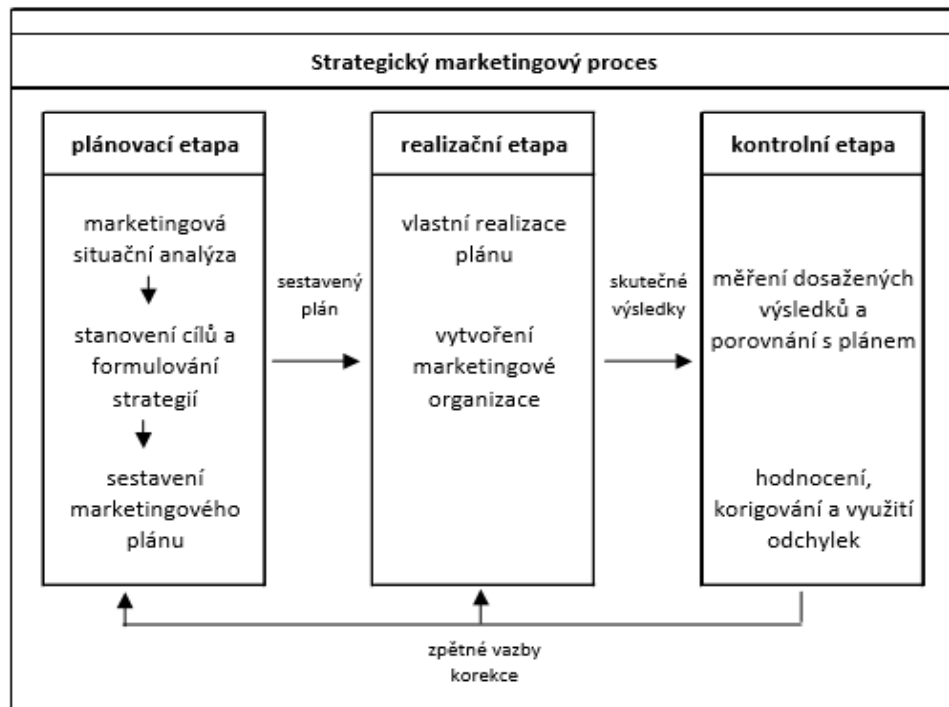 Strategický marketingový proces
plánovací etapa
marketingová
situační analýza
stanovení cílů a
formulování
strategií
sestavení
marketingového
plánu
sestavený
plán
realizační etapa
vlastní realizace
plánu
vytvoření
marketingové
organizace
skutečné
výsledky
kontrolní etapa
měření dosažených
výsledků a
porovnání s plánem
hodnocení,
korigování a využití
odchylek
zpětné vazby
korekce